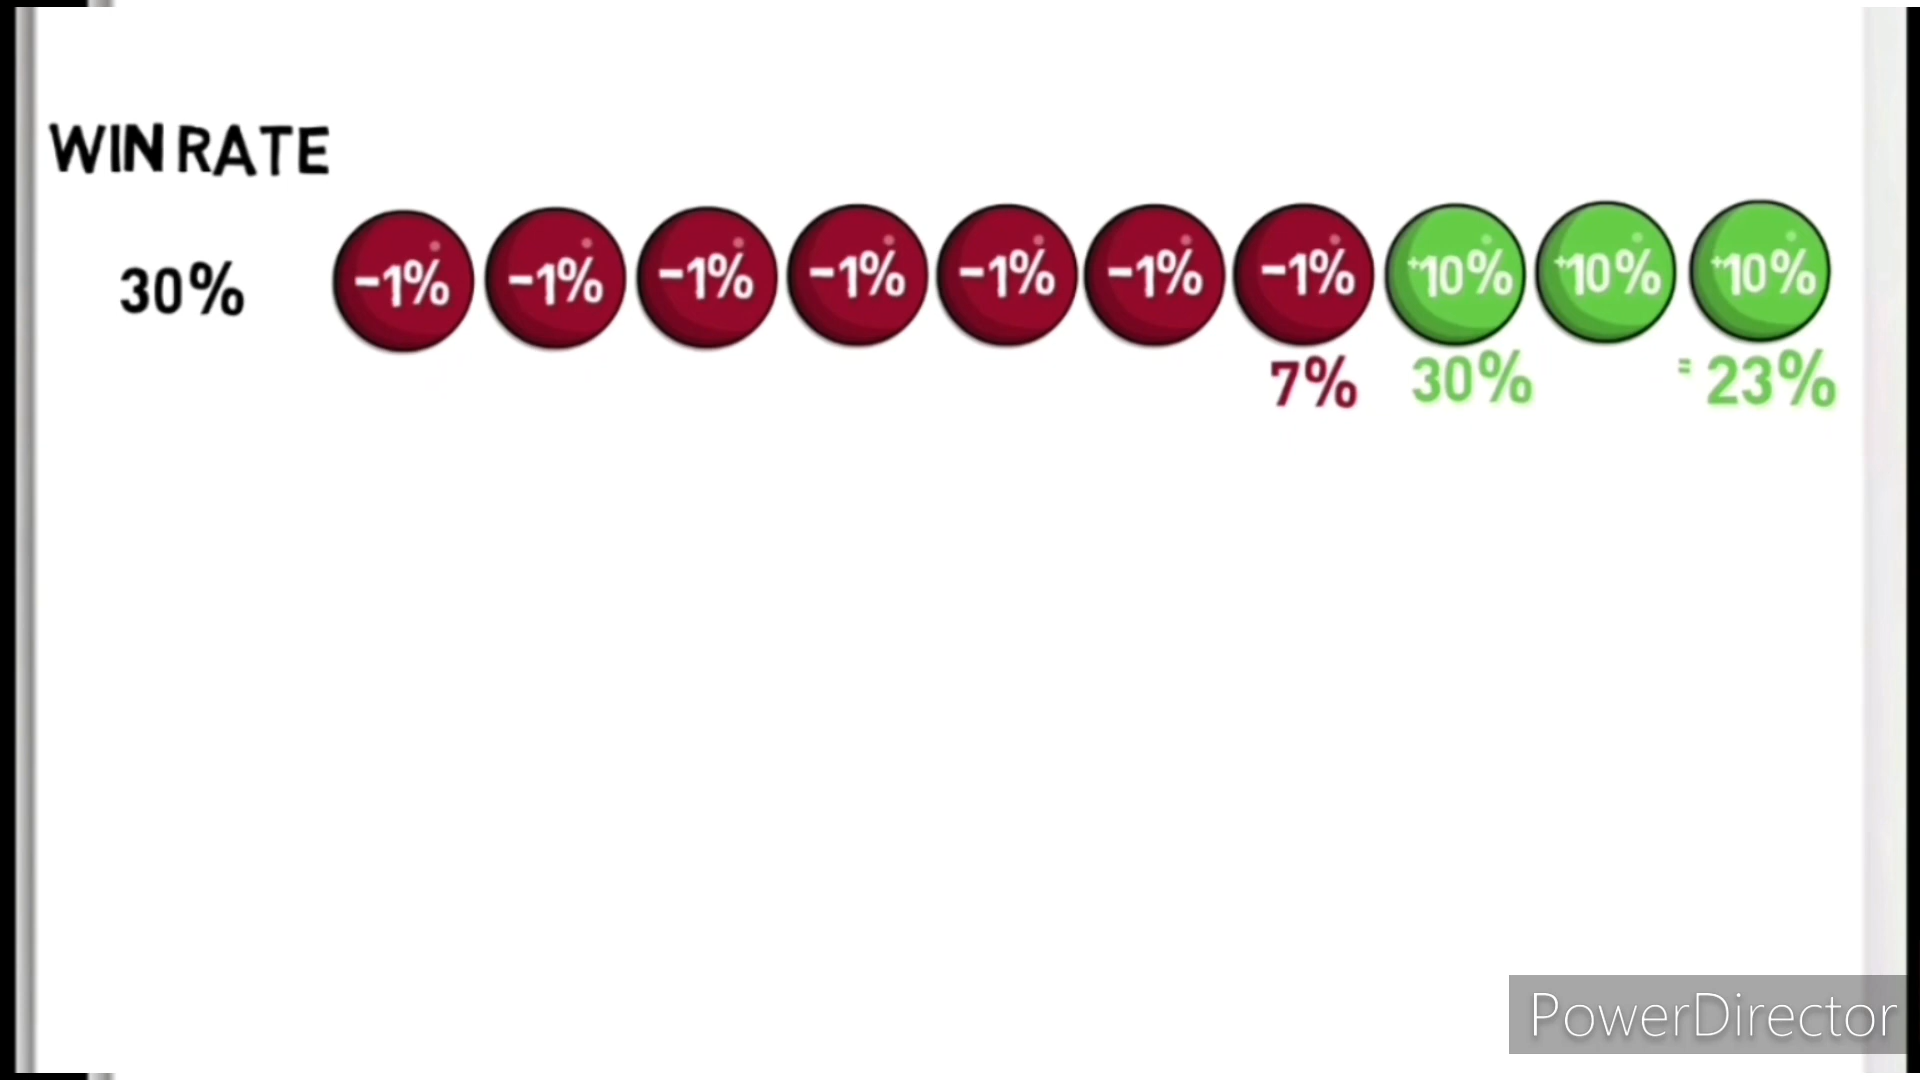 WIN RATE
30% -1% -1% -1% -1% -1% -1% -1% +10% +10% +10%
7% 30% = 23%
PowerDirector